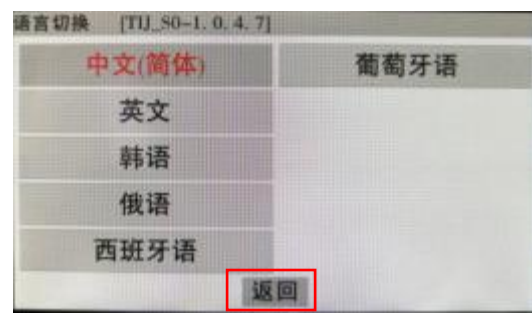 语言切换 [TIJ_S0-1.0.4.7]
中文(简体)
葡萄牙语
英文
韩语
俄语
西班牙语
返回